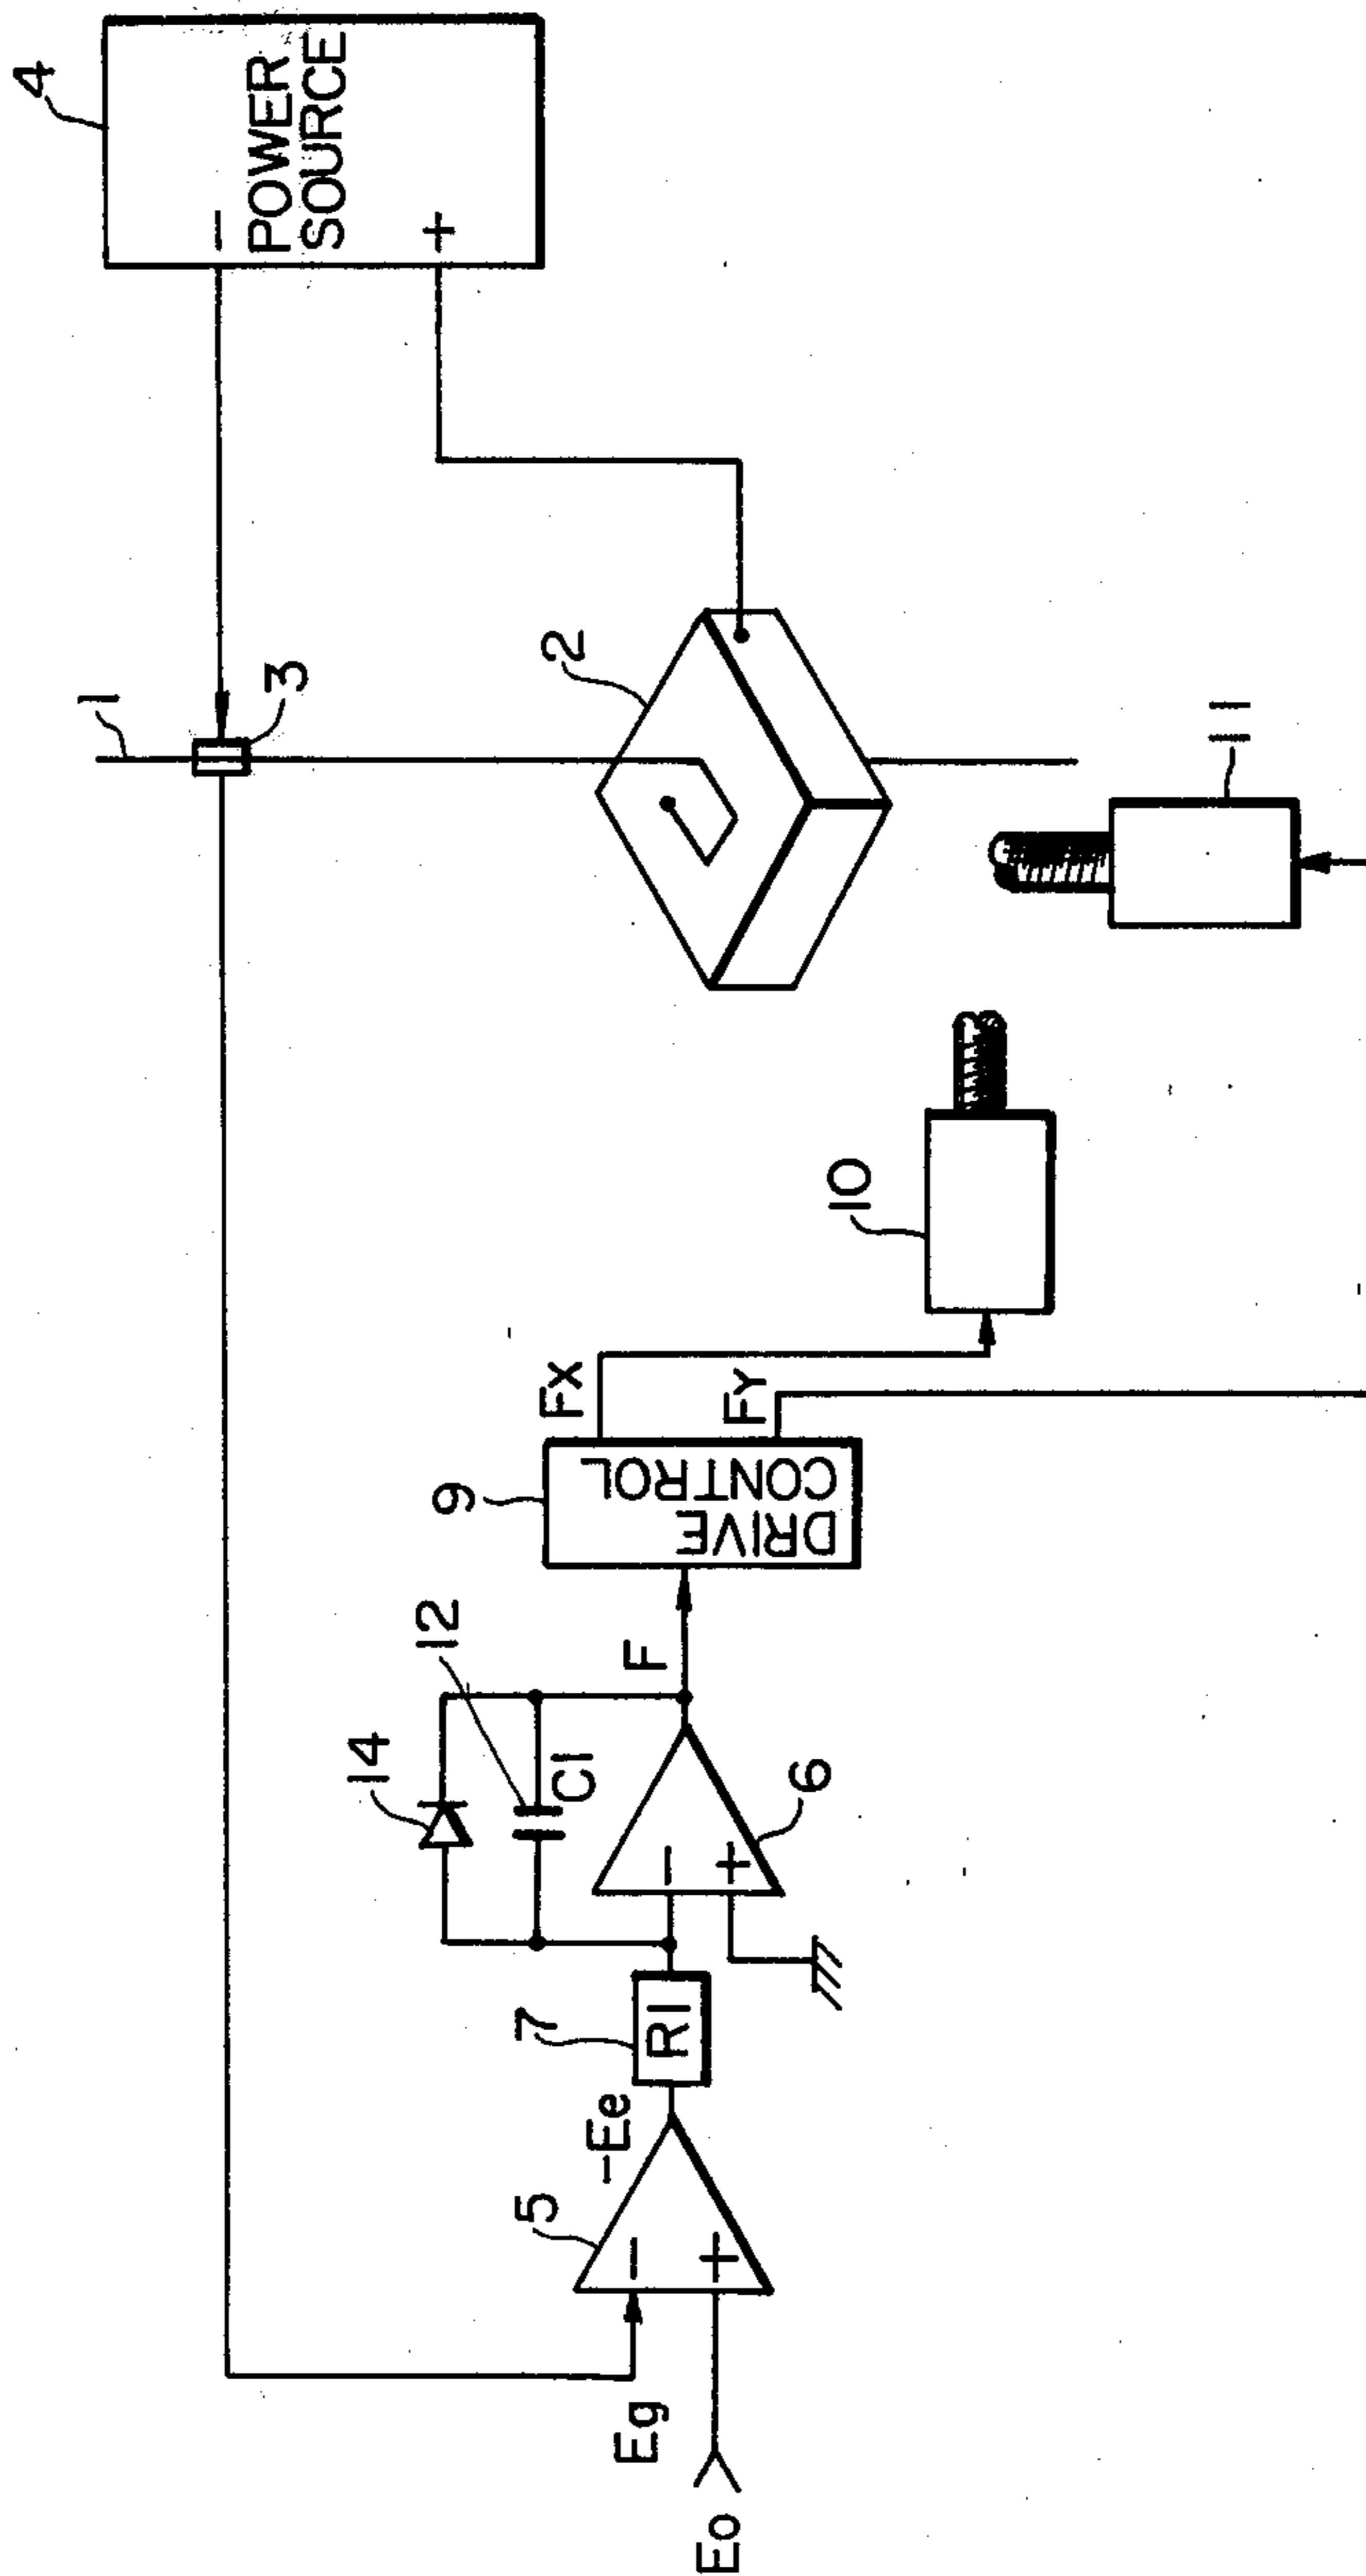 4
−
POWER
SOURCE
+
1
3
2
11
10
Fx
FY
9
DRIVE
CONTROL
F
12
14
C1
−
+
6
7
R1
−Ee
5
−
+
Eg
Eo